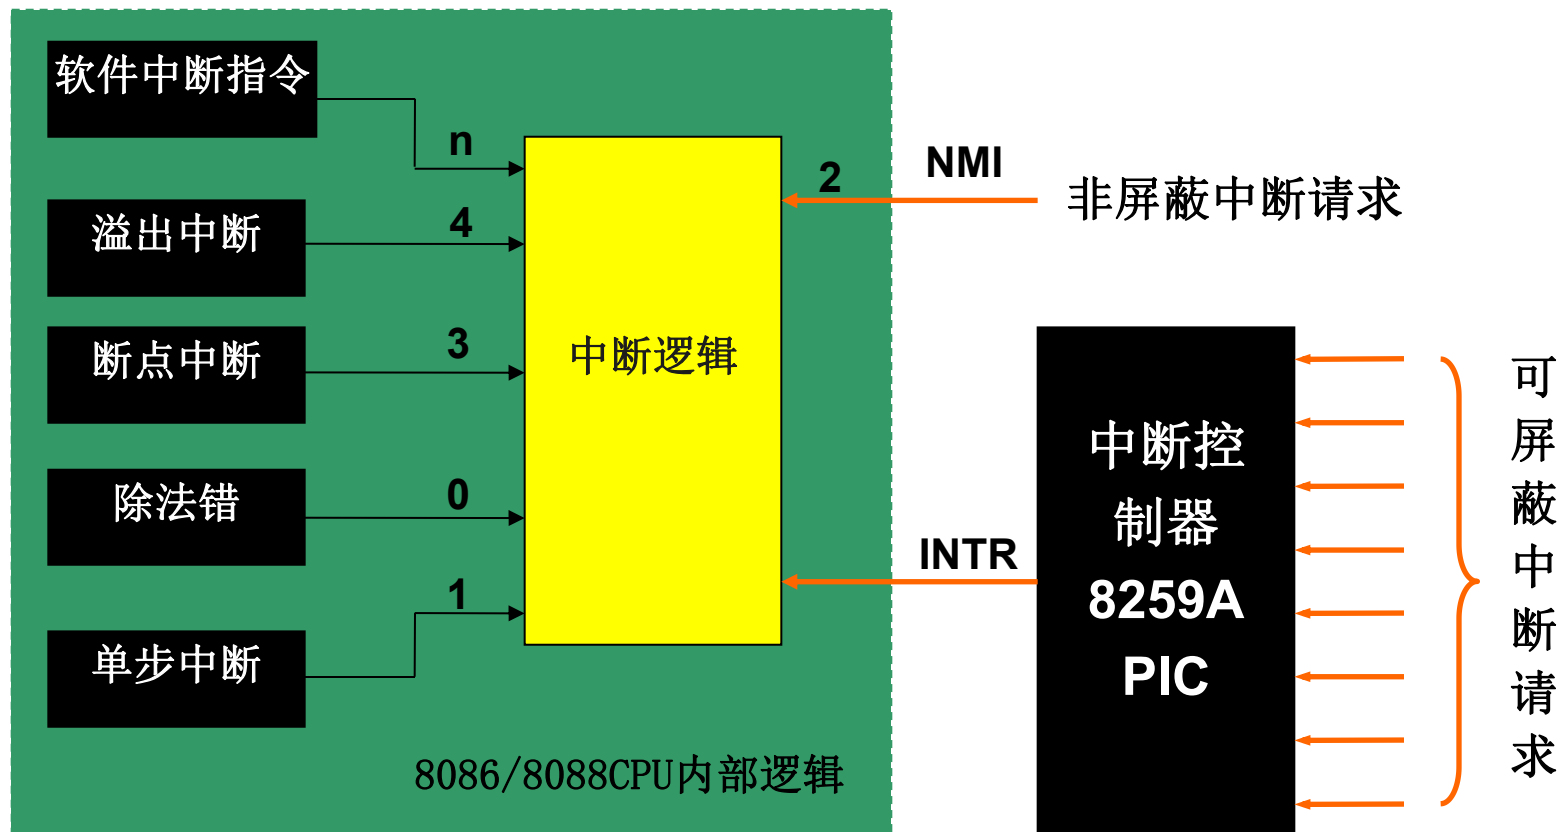 软件中断指令
n
溢出中断
4
断点中断
3
除法错
0
单步中断
1
中断逻辑
8086/8088CPU内部逻辑
2
NMI
非屏蔽中断请求
INTR
中断控
制器
8259A
PIC
可
屏
蔽
中
断
请
求